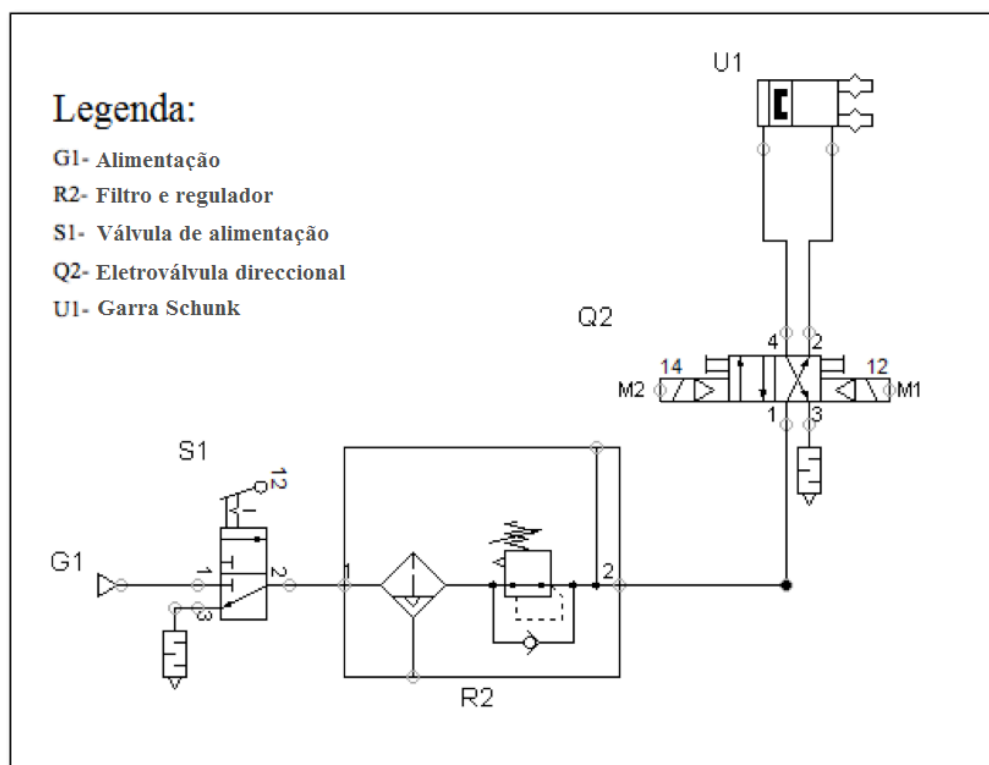 U1
Legenda:
G1- Alimentação
R2- Filtro e regulador
S1- Válvula de alimentação
Q2- Eletroválvula direccional
U1- Garra Schunk
Q2
4 2
14 12
M2 M1
1 3
S1
12
G1
1 2
3
1 2
R2